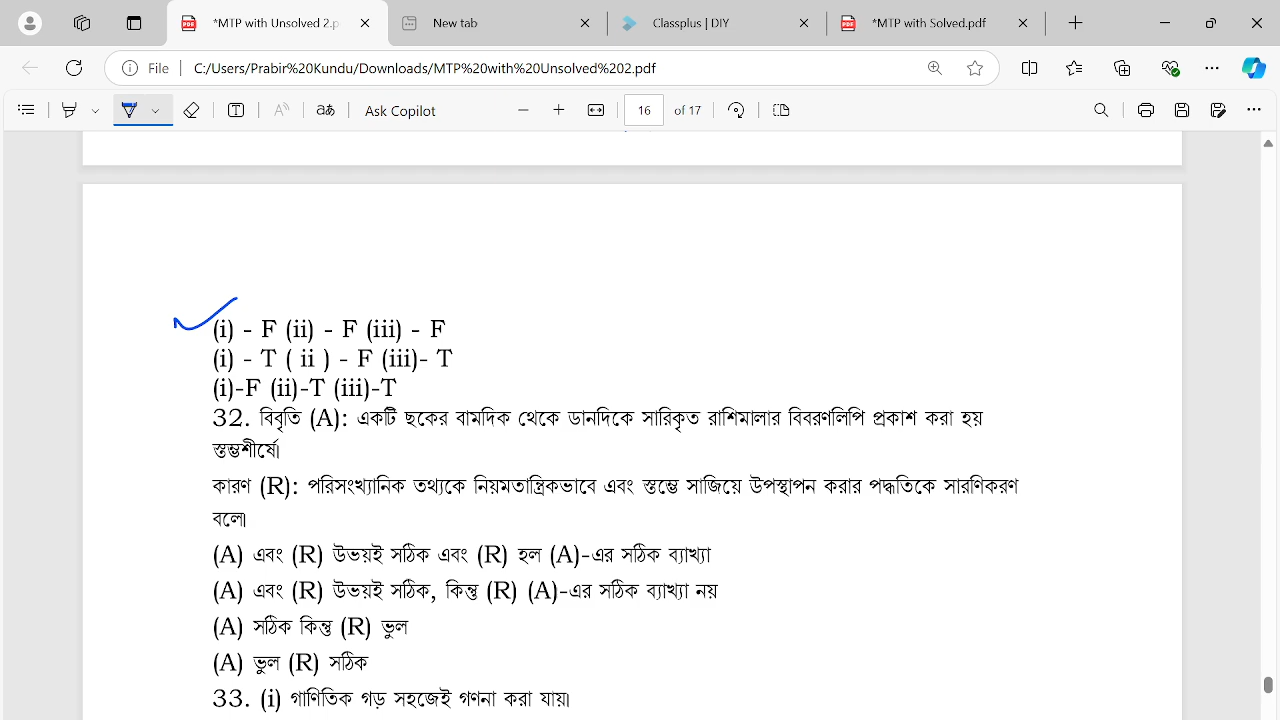 *MTP with Unsolved 2.p
New tab
Classplus | DIY
*MTP with Solved.pdf
File
C:/Users/Prabir%20Kundu/Downloads/MTP%20with%20Unsolved%202.pdf
Ask Copilot
16 of 17
(i) - F (ii) - F (iii) - F
(i) - T ( ii ) - F (iii)- T
(i)-F (ii)-T (iii)-T
32. বিবৃতি (A): একটি ছকের বামদিক থেকে ডানদিকে সারিকৃত রাশিমালার বিবরণলিপি প্রকাশ করা হয়
স্তম্ভশীর্ষে।
কারণ (R): পরিসংখ্যানিক তথ্যকে নিয়মতান্ত্রিকভাবে এবং স্তম্ভে সাজিয়ে উপস্থাপন করার পদ্ধতিকে সারণিকরণ
বলে।
(A) এবং (R) উভয়ই সঠিক এবং (R) হল (A)-এর সঠিক ব্যাখ্যা
(A) এবং (R) উভয়ই সঠিক, কিন্তু (R) (A)-এর সঠিক ব্যাখ্যা নয়
(A) সঠিক কিন্তু (R) ভুল
(A) ভুল (R) সঠিক
33. (i) গাণিতিক গড় সহজেই গণনা করা যায়।